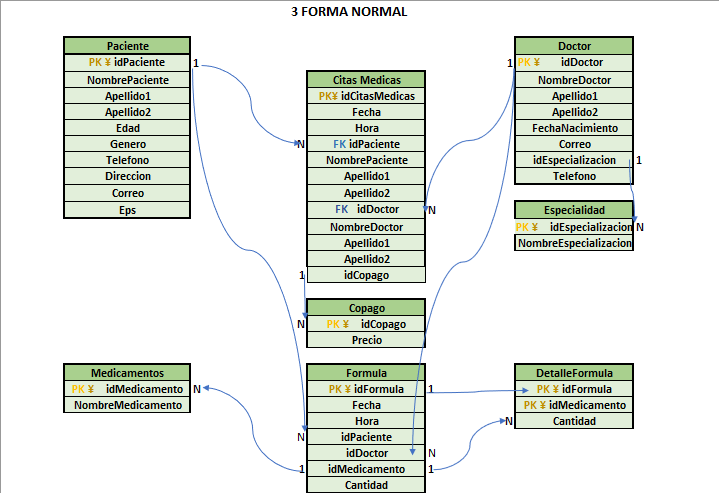 3 FORMA NORMAL
Paciente
PK ¥ idPaciente
NombrePaciente
Apellido1
Apellido2
Edad
Genero
Telefono
Direccion
Correo
Eps
1
N
Citas Medicas
PK¥ idCitasMedicas
Fecha
Hora
FK idPaciente
NombrePaciente
Apellido1
Apellido2
FK idDoctor
NombreDoctor
Apellido1
Apellido2
idCopago
N
1
Doctor
1
PK ¥ idDoctor
NombreDoctor
Apellido1
Apellido2
FechaNacimiento
Correo
idEspecializacion
Telefono
1
Especialidad
PK ¥ idEspecializacion
NombreEspecializacion
N
Copago
N
PK ¥ idCopago
Precio
Medicamentos
PK ¥ idMedicamento
NombreMedicamento
N
Formula
PK ¥ idFormula
Fecha
Hora
idPaciente
idDoctor
idMedicamento
Cantidad
1
N
N
1
1
DetalleFormula
PK ¥ idFormula
PK ¥ idMedicamento
Cantidad
N